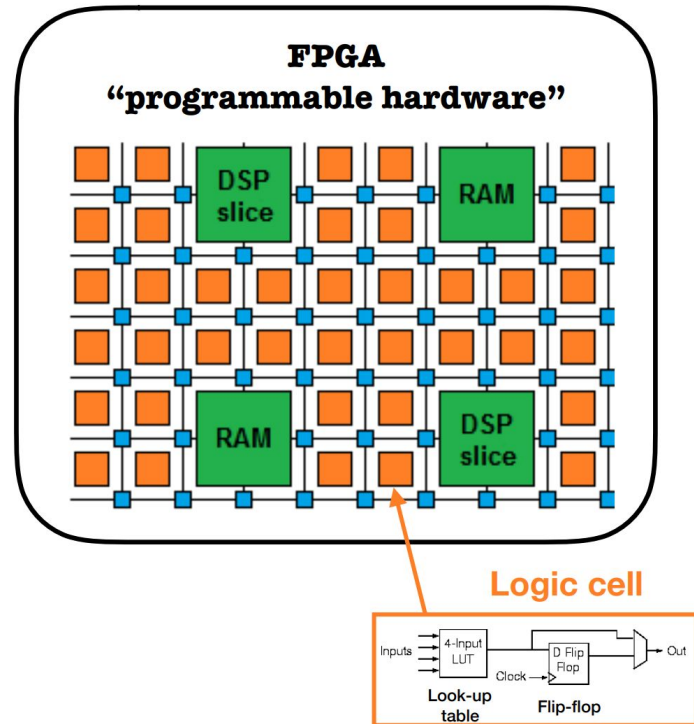 FPGA
“programmable hardware”
DSP
slice
RAM
RAM
DSP
slice
Logic cell
Inputs
4-Input
LUT
D Flip
Flop
Clock
Out
Look-up
table
Flip-flop